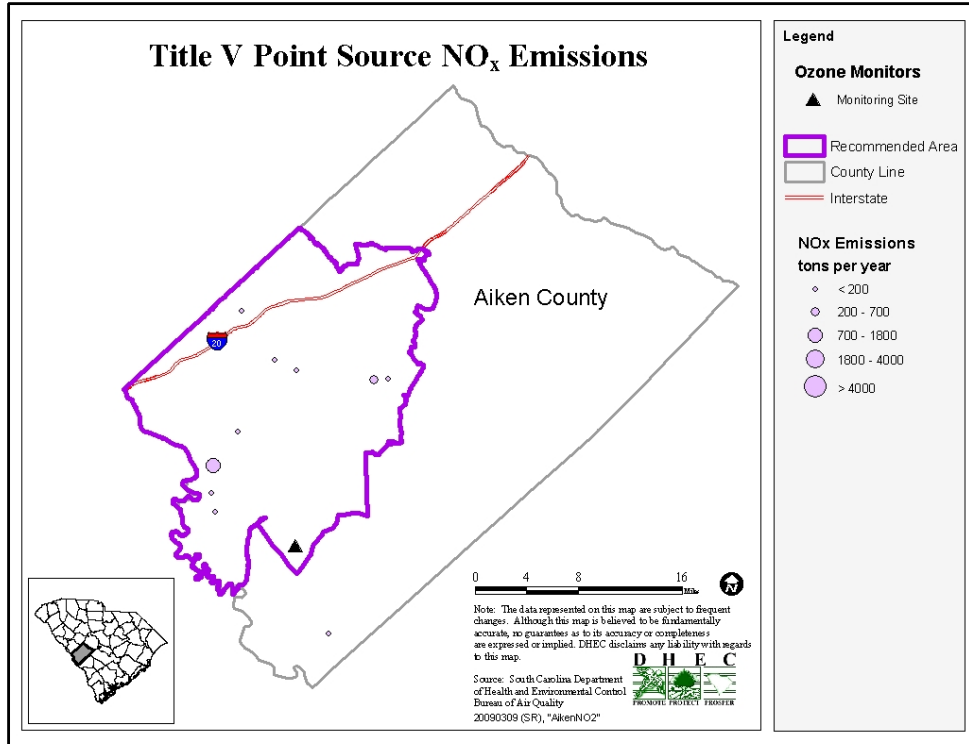 Title V Point Source NOx Emissions
Aiken County
20
0 4 8 16
Miles
N
Note: The data represented on this map are subject to frequent
changes. Although this map is believed to be fundamentally
accurate, no guarantees as to its accuracy or completeness
are expressed or implied. DHEC disclaims any liability with regards
to this map.
Source: South Carolina Department
of Health and Environmental Control
Bureau of Air Quality
20090309 (SR), "AikenNO2"
D H E C
PROMOTE PROTECT PROSPER
Legend
Ozone Monitors
Monitoring Site
Recommended Area
County Line
Interstate
NOx Emissions
tons per year
< 200
200 - 700
700 - 1800
1800 - 4000
> 4000